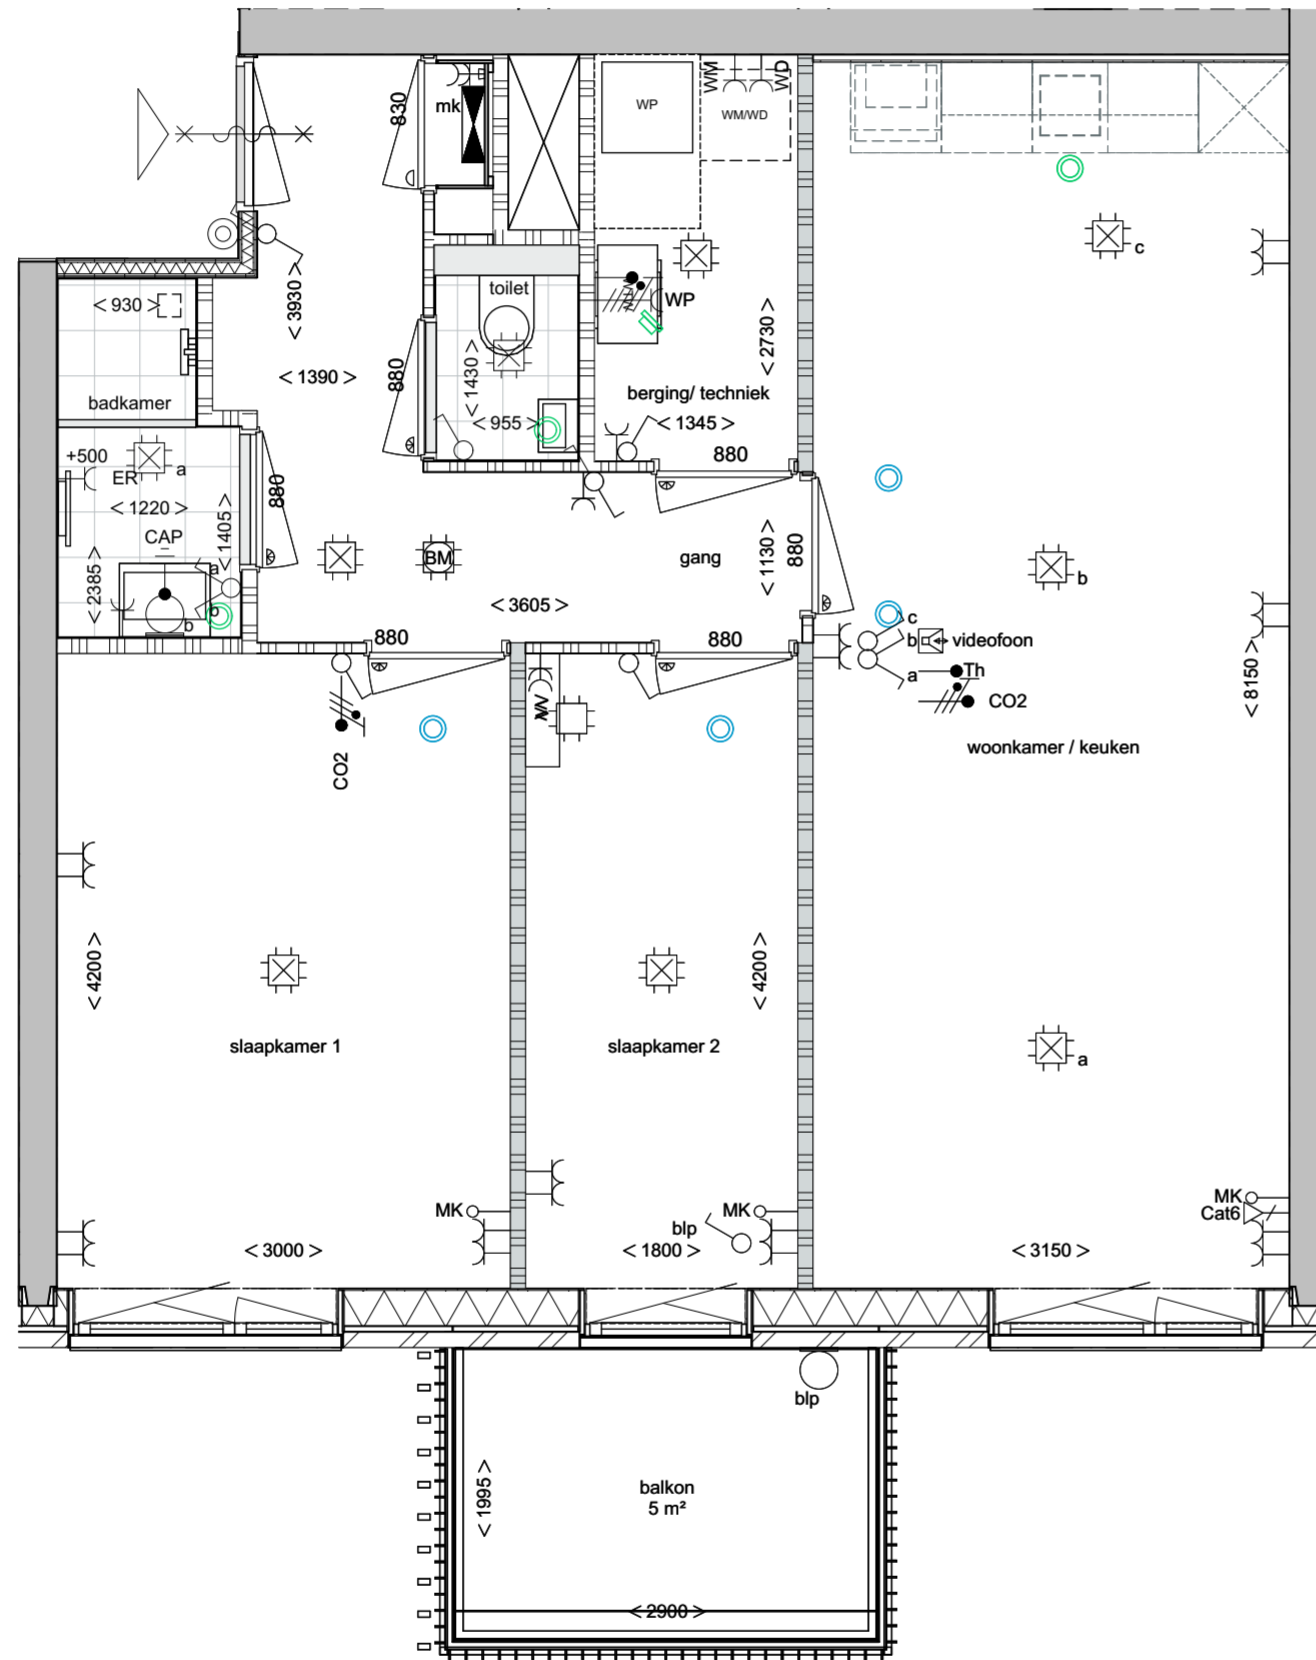 830
mk
WP
WM
WD
WM/WD
< 930 >
< 3930 >
c
toilet
WP
< 1390 >
880
< 1430 >
< 2730 >
badkamer
berging/ techniek
< 955 >
< 1345 >
880
+500
ER
a
< 1220 >
880
CAP
< 1405 >
BM
gang
< 1130 >
880
b
a
< 2385 >
b
b
< 3605 >
c
b
videofoon
880
880
a
Th
CO2
< 8150 >
WV
CO2
woonkamer / keuken
< 4200 >
< 4200 >
slaapkamer 1
slaapkamer 2
a
MK
MK
MK
Cat6
blp
< 3000 >
< 1800 >
< 3150 >
blp
< 1995 >
balkon
5 m²
< 2900 >